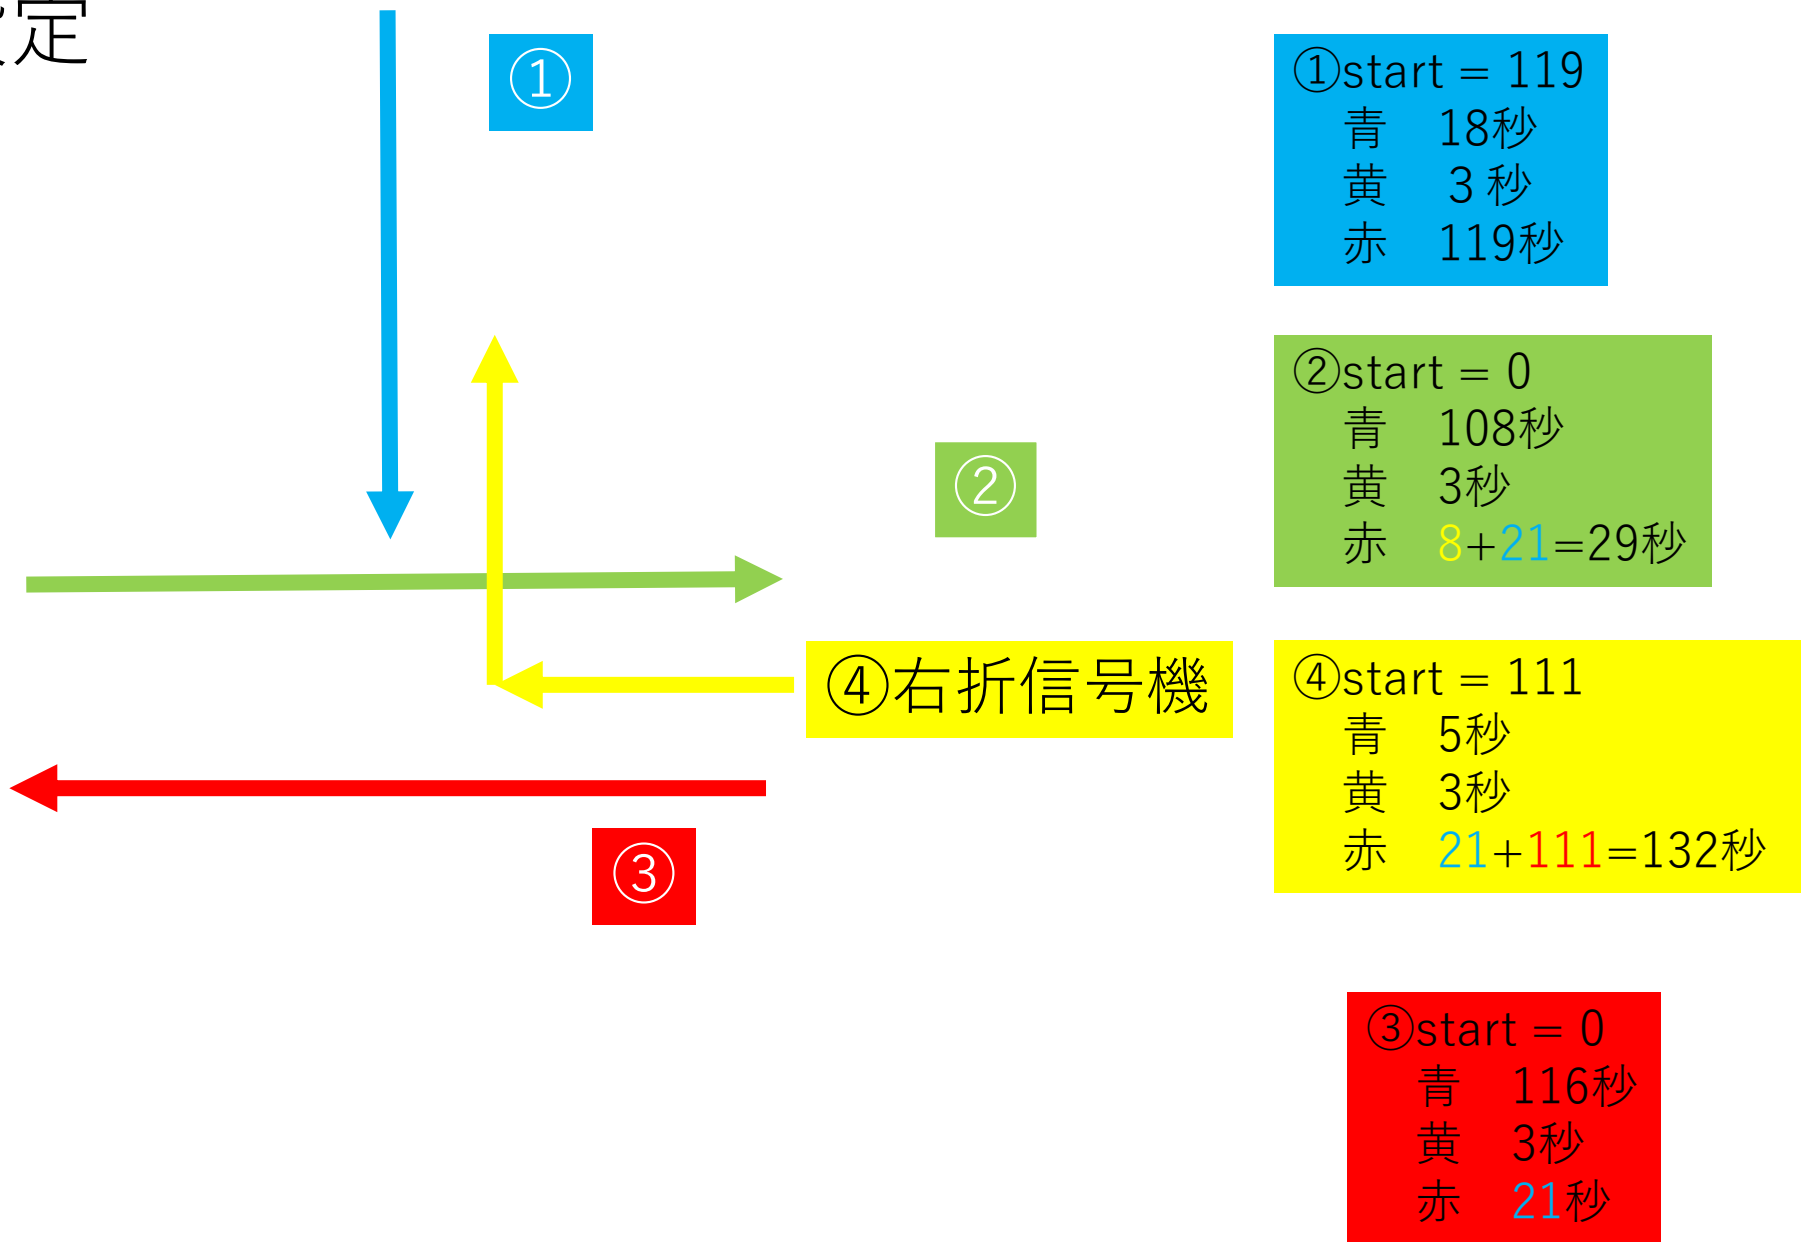 定
①
①start = 119
青 18秒
黄 3 秒
赤 119秒
②
②start = 0
青 108秒
黄 3秒
赤 8+21=29秒
④右折信号機
④start = 111
青 5秒
黄 3秒
赤 21+111=132秒
③
③start = 0
青 116秒
黄 3秒
赤 21秒